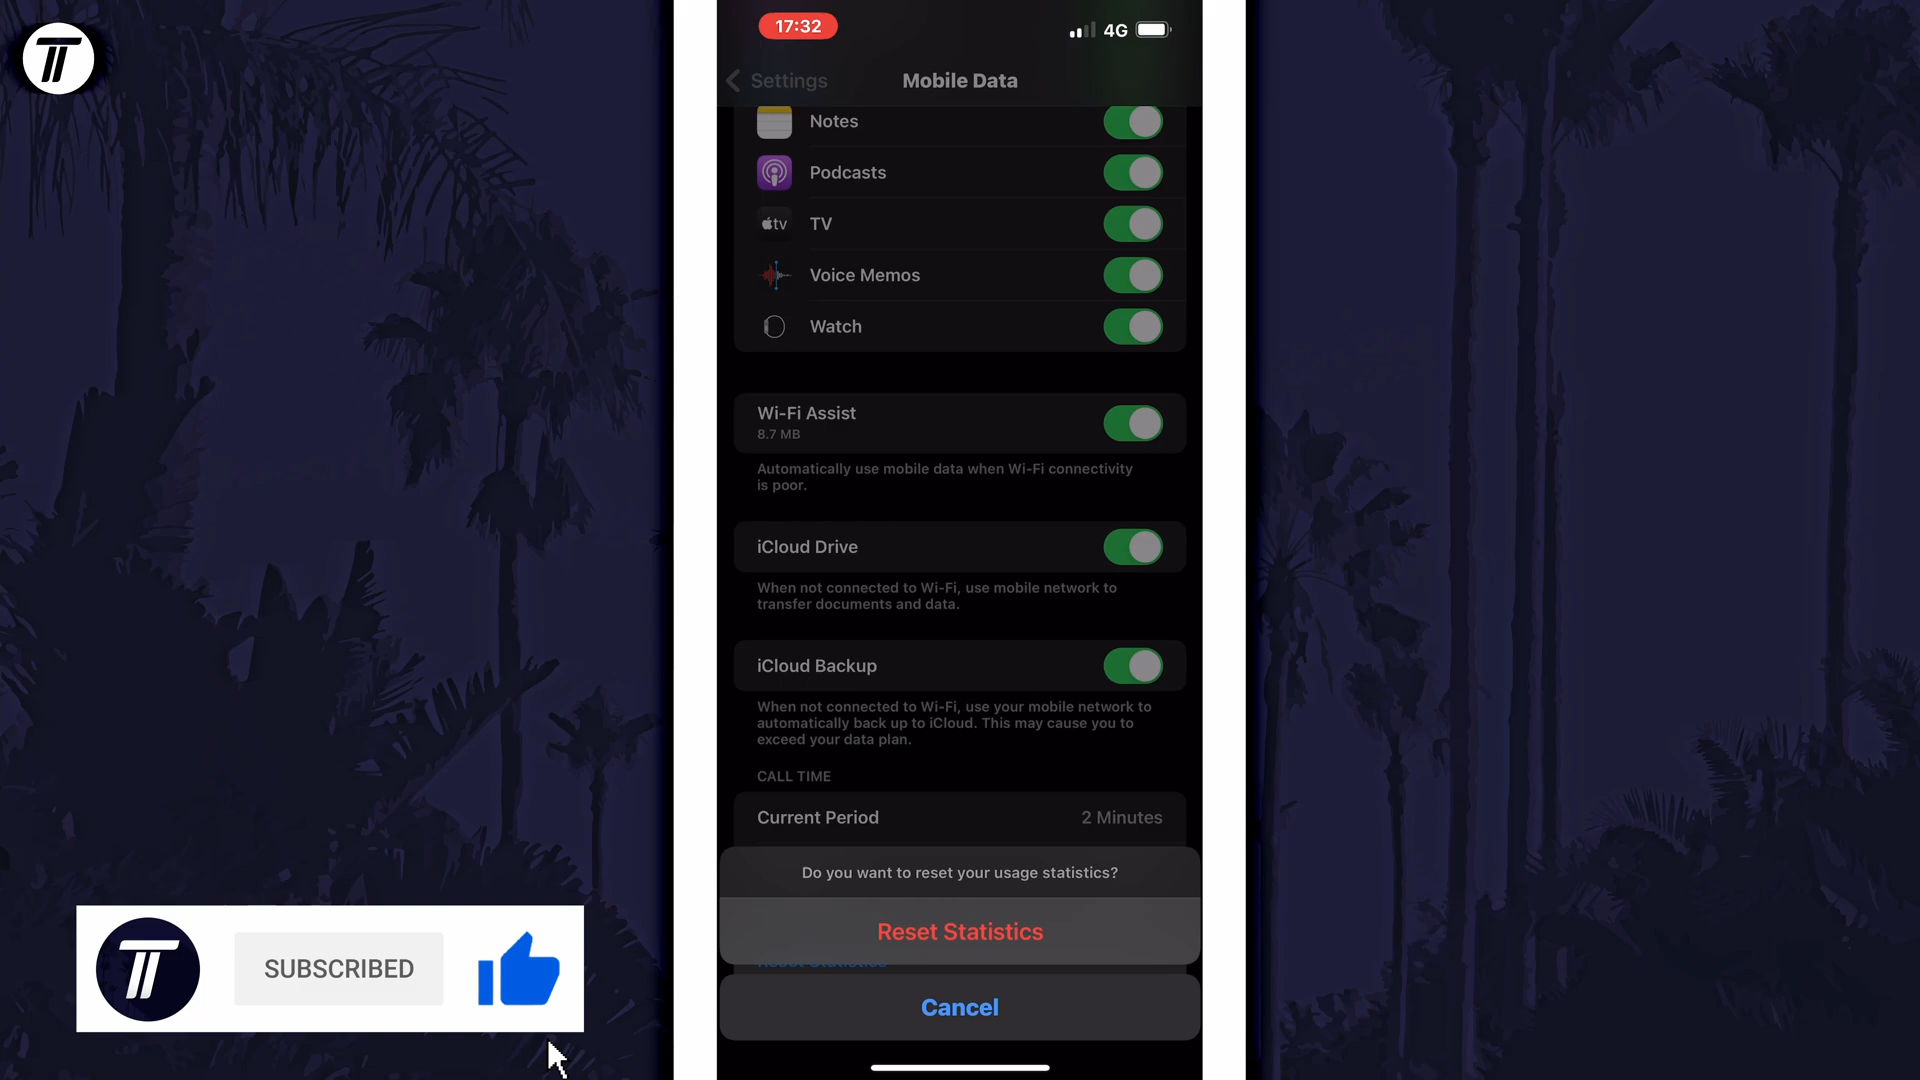 17:32
4G
Settings
Mobile Data
Notes
Podcasts
tv
TV
Voice Memos
Watch
Wi-Fi Assist
8.7 MB
Automatically use mobile data when Wi-Fi connectivity
is poor.
iCloud Drive
When not connected to Wi-Fi, use mobile network to
transfer documents and data.
iCloud Backup
When not connected to Wi-Fi, use your mobile network to
automatically back up to iCloud. This may cause you to
exceed your data plan.
CALL TIME
Current Period 2 Minutes
Do you want to reset your usage statistics?
Reset Statistics
Cancel
SUBSCRIBED